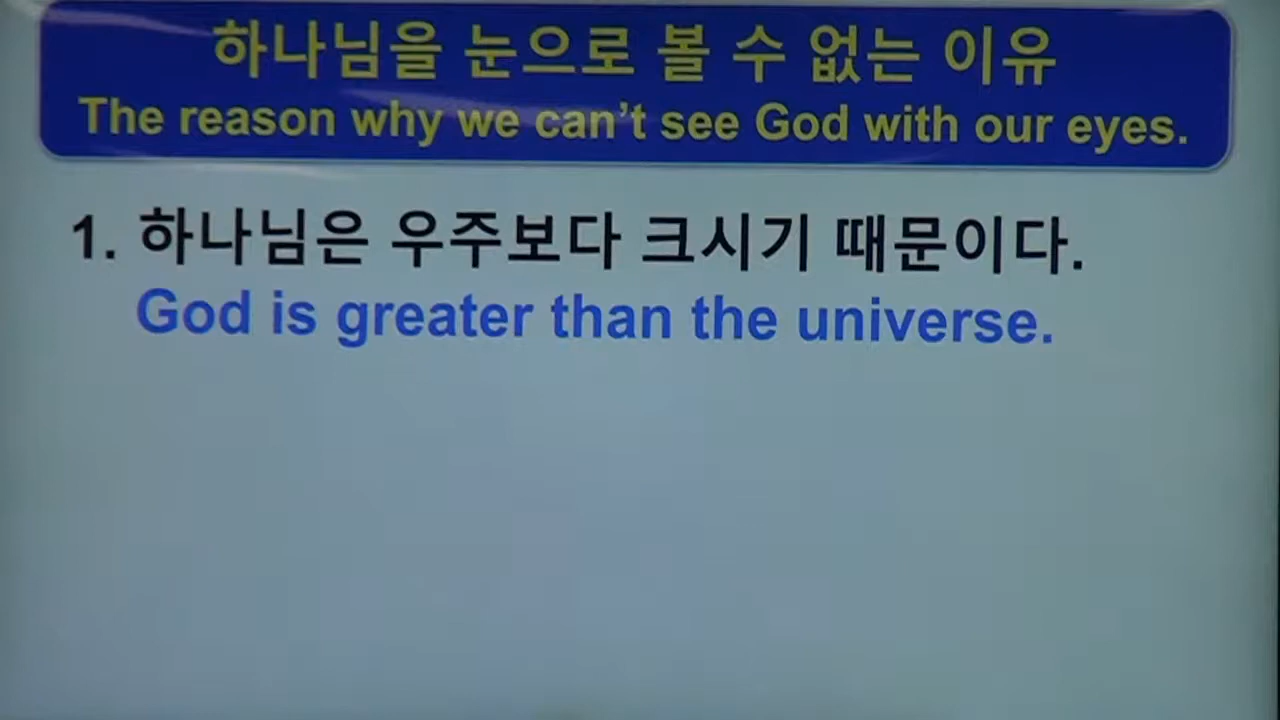 하나님을 눈으로 볼 수 없는 이유
The reason why we can't see God with our eyes.
1. 하나님은 우주보다 크시기 때문이다.
God is greater than the universe.